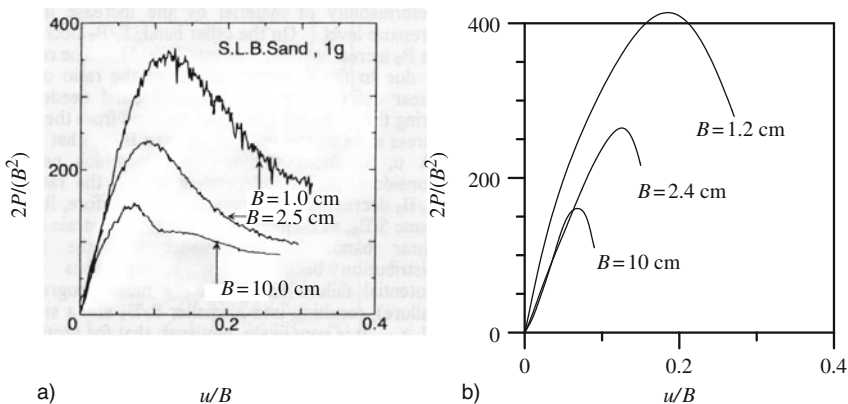 400
S.L.B.Sand , 1g
2P/(B²)
200
B = 1.0 cm
B = 2.5 cm
B = 10.0 cm
0
0.2
0.4
a)
u/B
400
2P/(B²)
200
0
B = 1.2 cm
B = 2.4 cm
B = 10 cm
0
0.2
0.4
b)
u/B